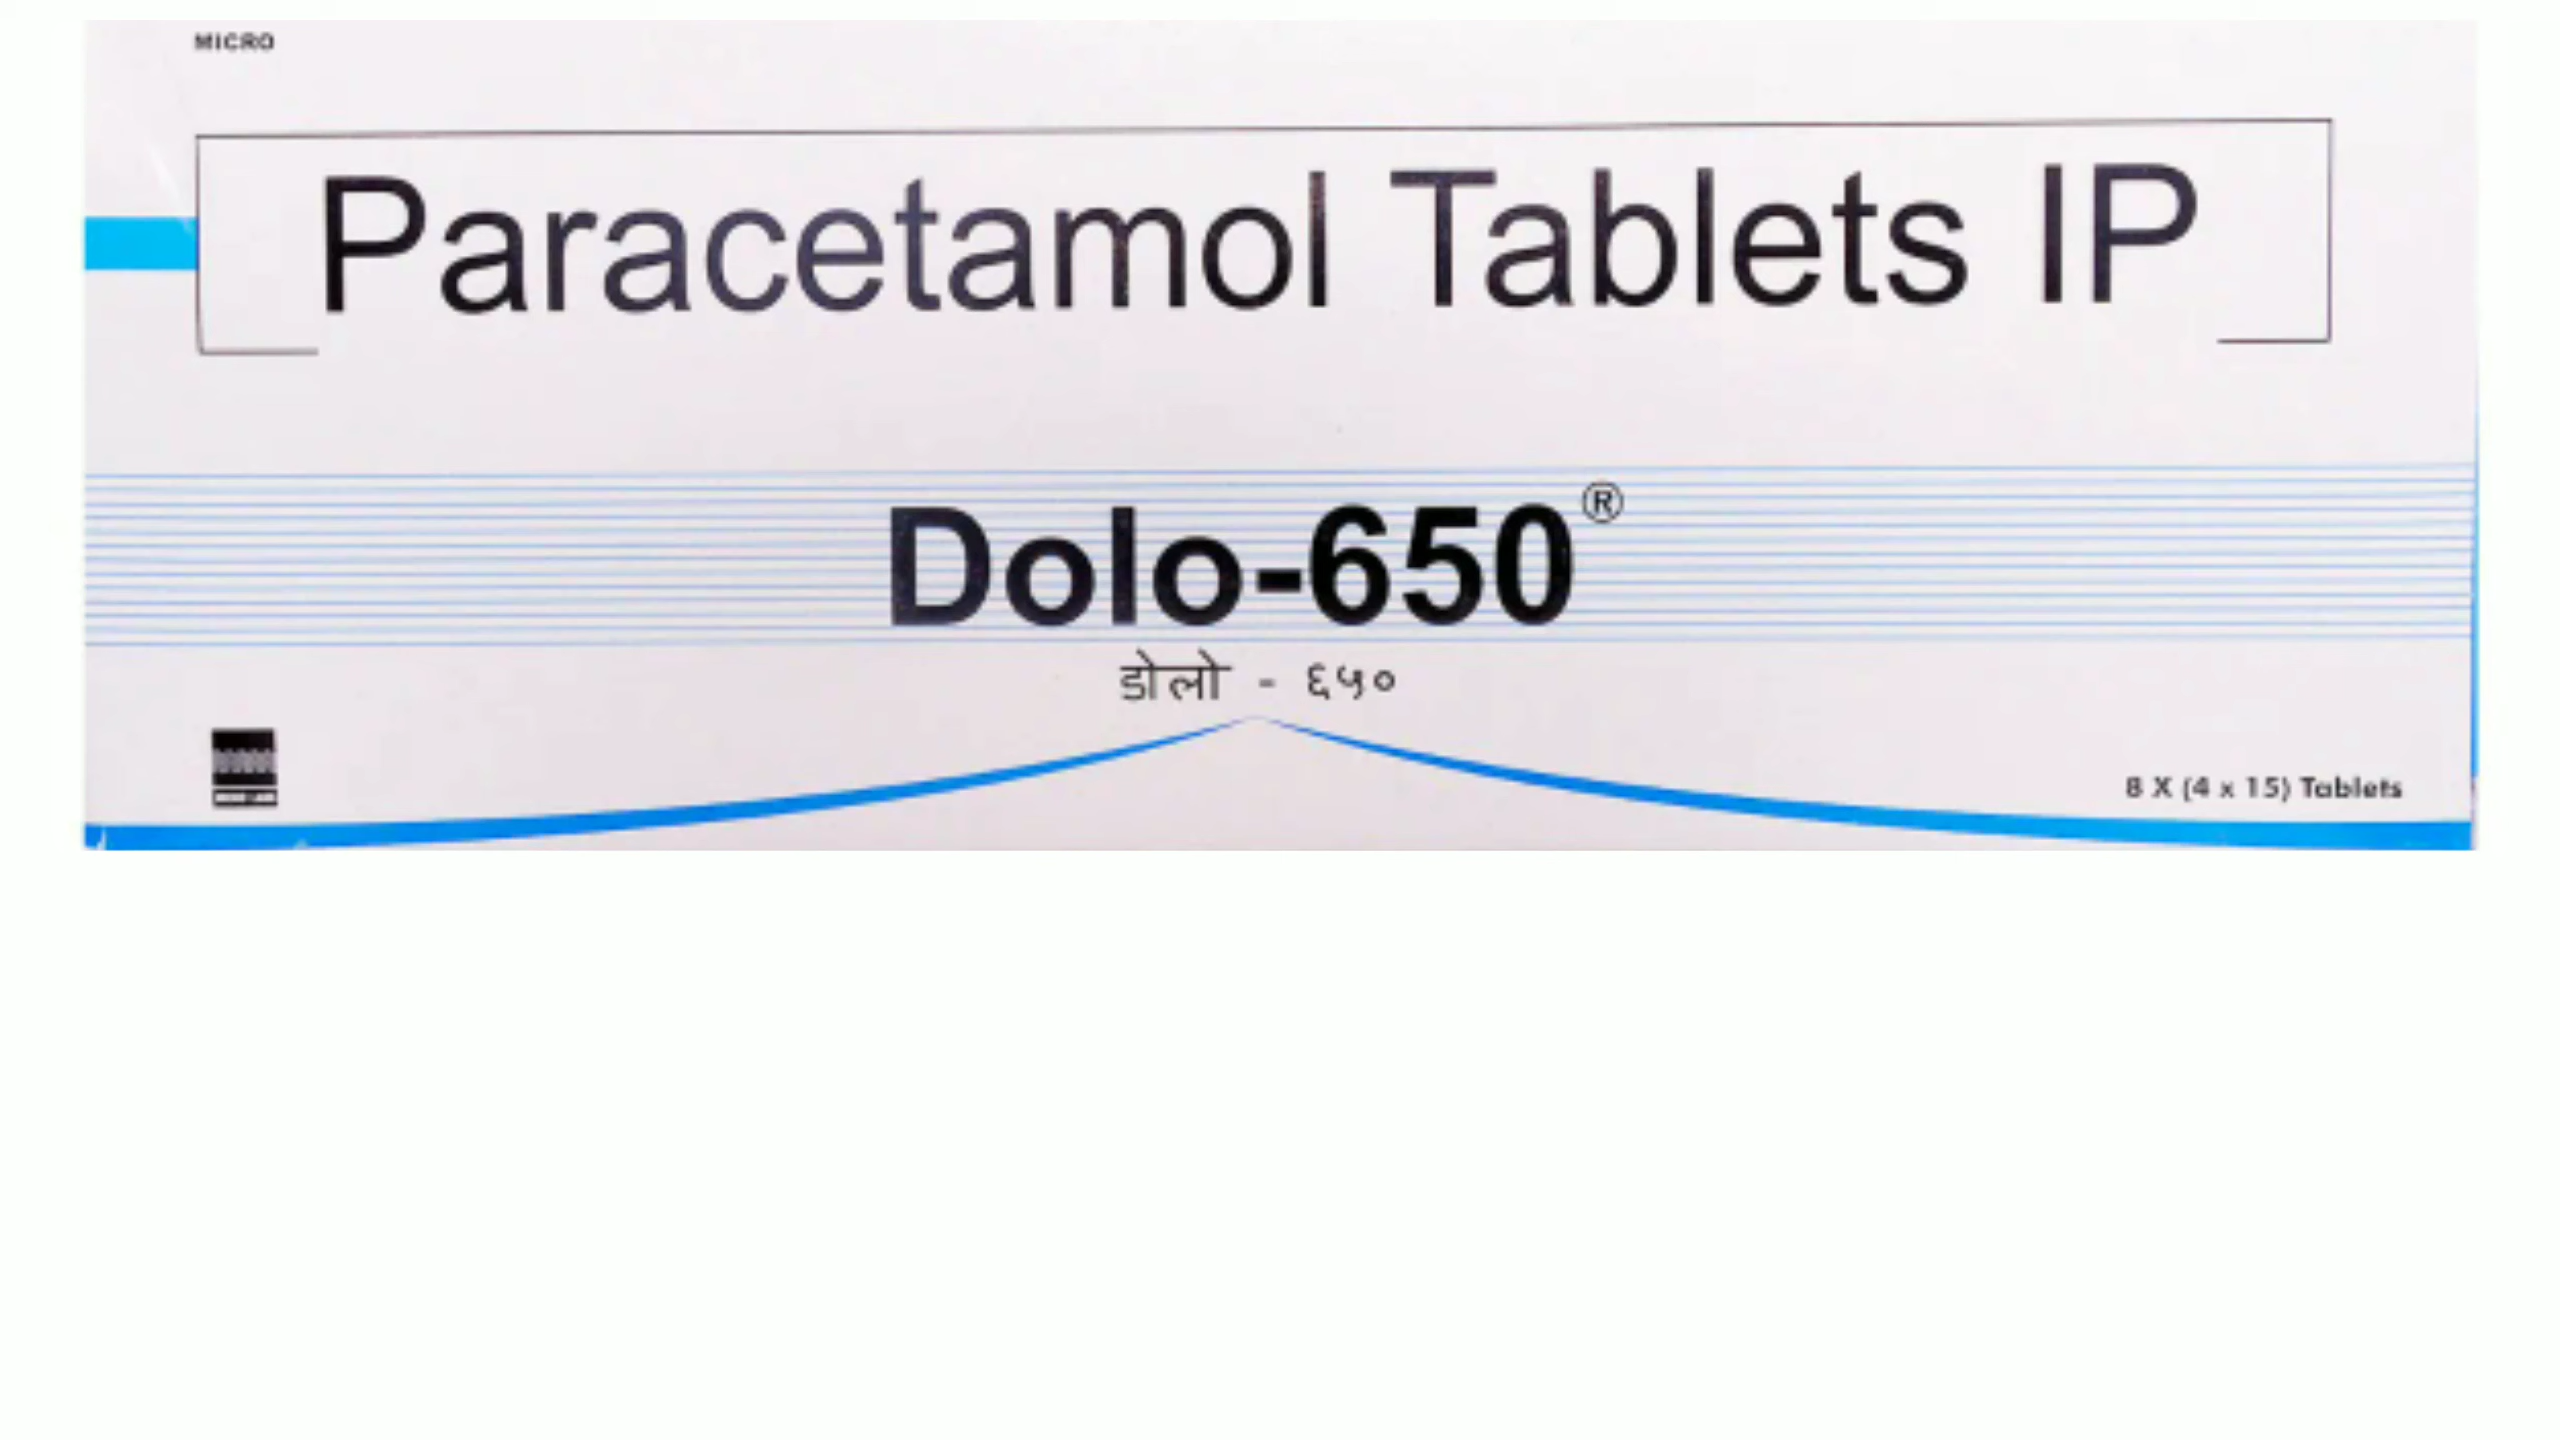 MICRO
Paracetamol Tablets IP
Dolo-650®
डोलो - ६५०
8 X (4 x 15) Tablets